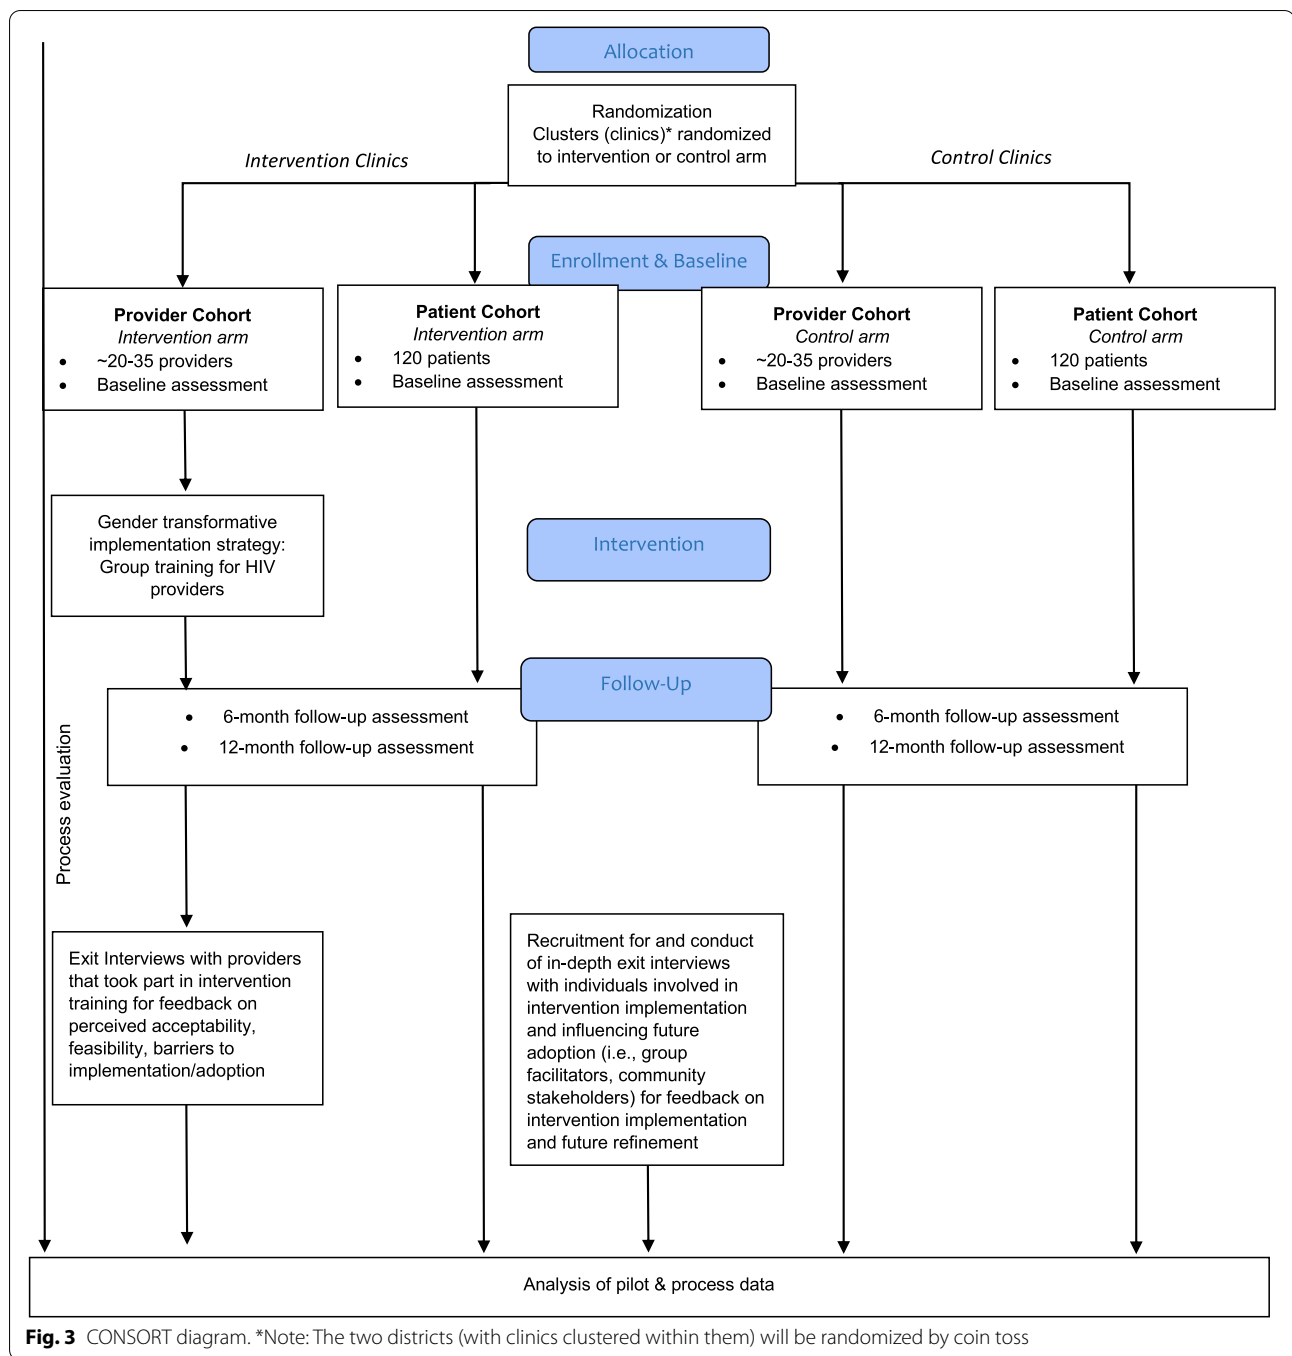 Allocation
Randomization
Clusters (clinics)* randomized
to intervention or control arm
Intervention Clinics
Control Clinics
Enrollment & Baseline
Provider Cohort
Intervention arm
• ~20-35 providers
• Baseline assessment
Patient Cohort
Intervention arm
• 120 patients
• Baseline assessment
Provider Cohort
Control arm
• ~20-35 providers
• Baseline assessment
Patient Cohort
Control arm
• 120 patients
• Baseline assessment
Gender transformative
implementation strategy:
Group training for HIV
providers
Intervention
Follow-Up
• 6-month follow-up assessment
• 12-month follow-up assessment
• 6-month follow-up assessment
• 12-month follow-up assessment
Process evaluation
Exit Interviews with providers
that took part in intervention
training for feedback on
perceived acceptability,
feasibility, barriers to
implementation/adoption
Recruitment for and conduct
of in-depth exit interviews
with individuals involved in
intervention implementation
and influencing future
adoption (i.e., group
facilitators, community
stakeholders) for feedback on
intervention implementation
and future refinement
Analysis of pilot & process data
Fig. 3 CONSORT diagram. *Note: The two districts (with clinics clustered within them) will be randomized by coin toss